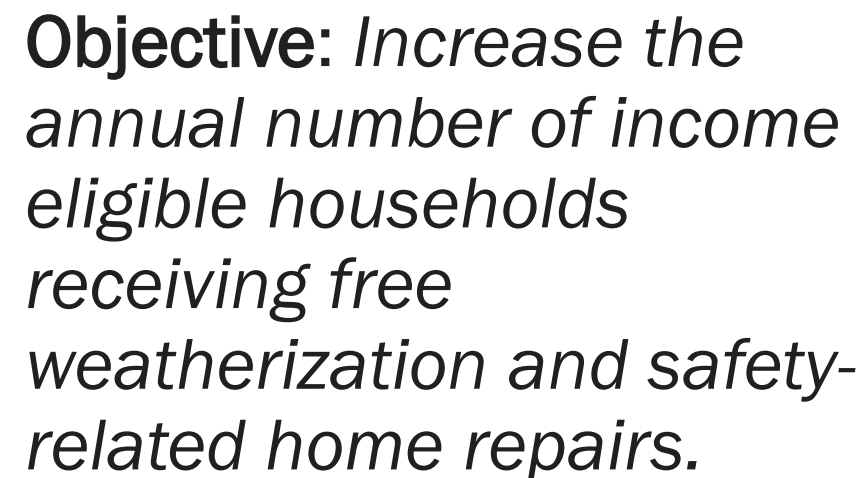 Objective: Increase the
annual number of income
eligible households
receiving free
weatherization and safety-
related home repairs.